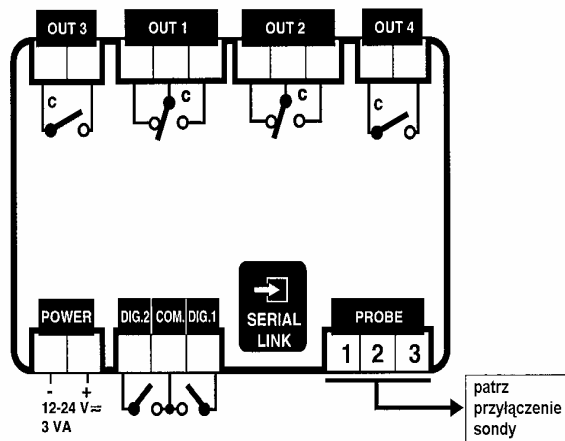 OUT 3 OUT 1 OUT 2 OUT 4
C C C C
POWER DIG.2 COM. DIG.1 SERIAL LINK PROBE
1 2 3
- +
12-24 V⎓
3 VA
patrz
przyłączenie
sondy